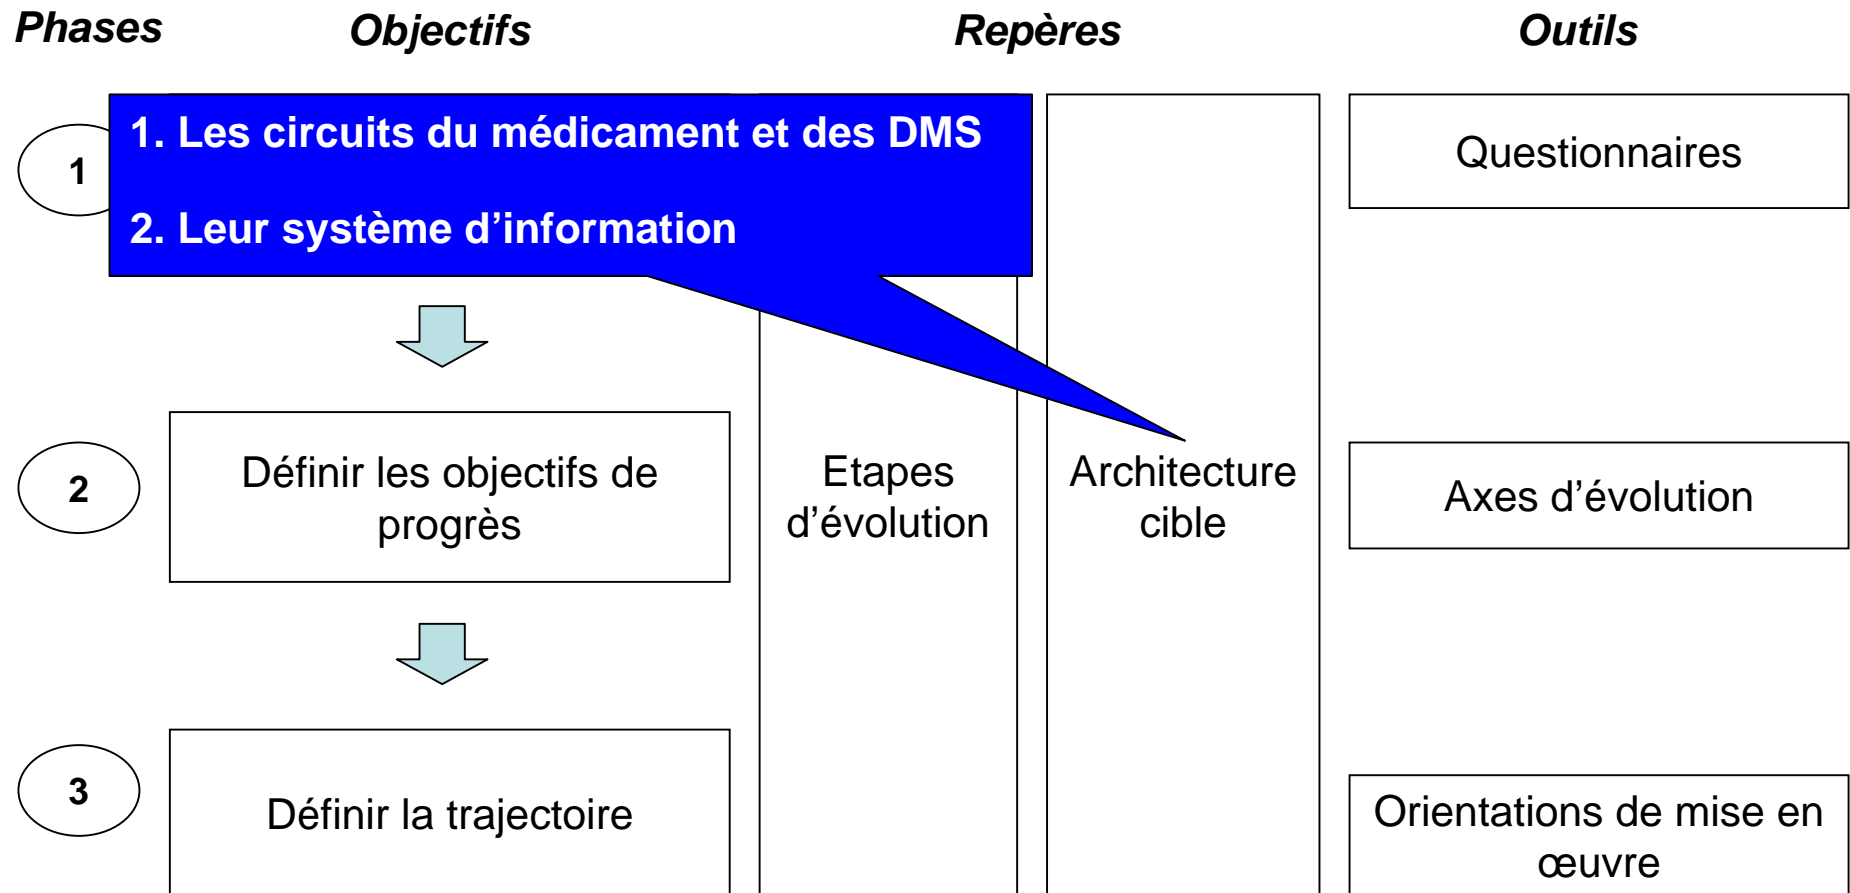 Phases
Objectifs
Repères
Outils
1
1. Les circuits du médicament et des DMS
2. Leur système d’information
Questionnaires
2
Définir les objectifs de
progrès
Etapes
d’évolution
Architecture
cible
Axes d’évolution
3
Définir la trajectoire
Orientations de mise en
œuvre